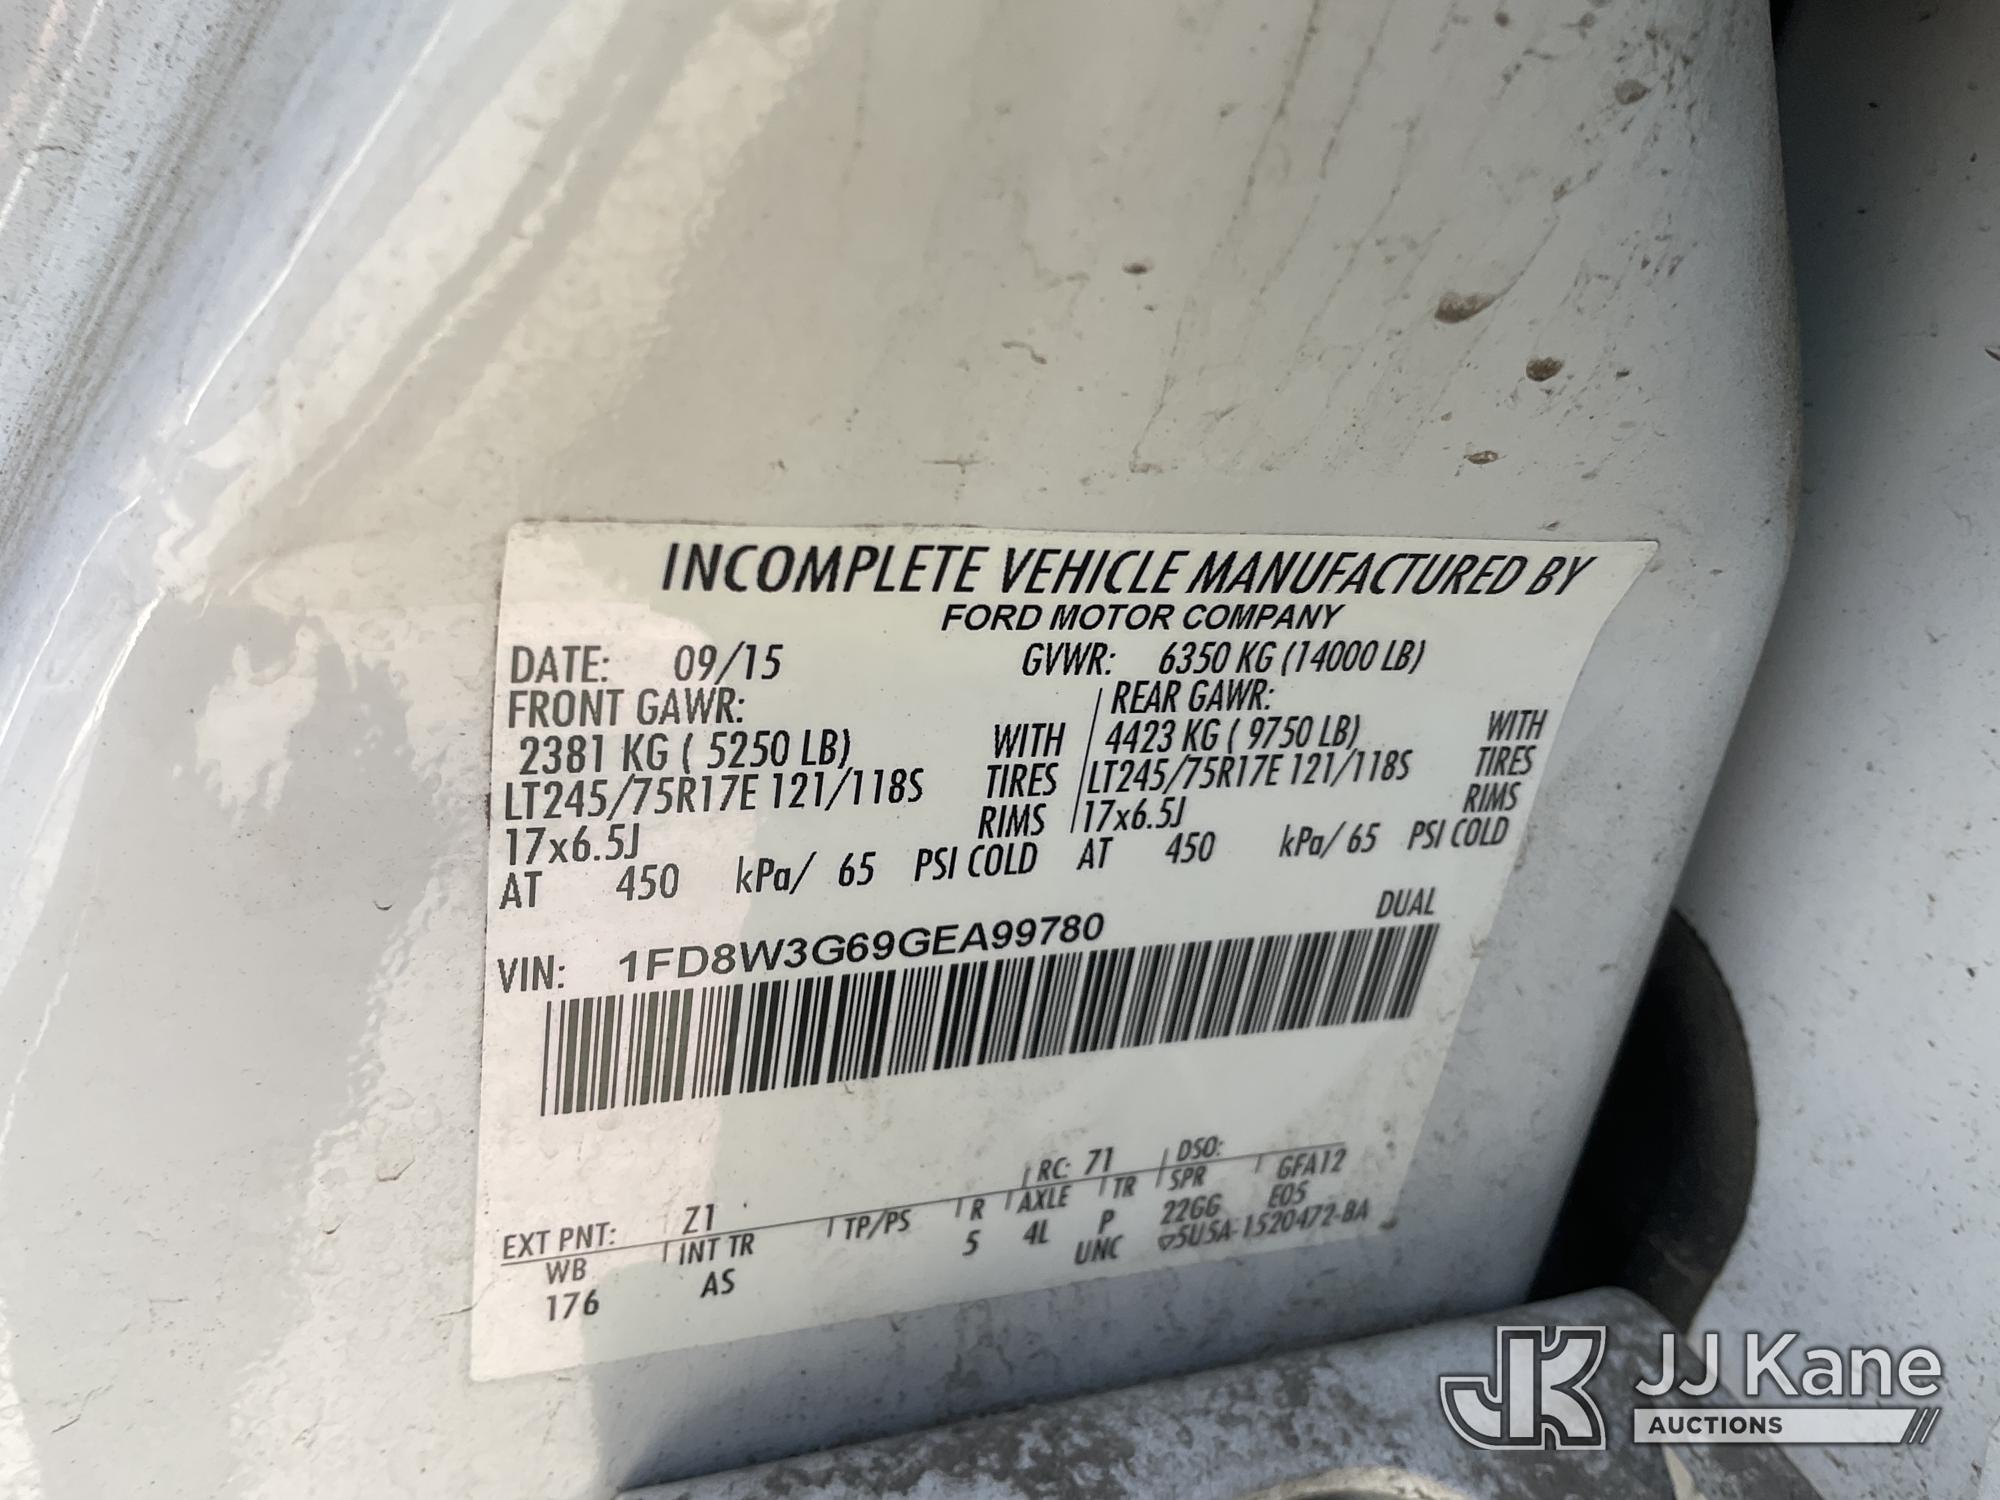 INCOMPLETE VEHICLE MANUFACTURED BY
FORD MOTOR COMPANY
DATE: 09/15 GVWR: 6350 KG (14000 LB)
FRONT GAWR: REAR GAWR:
2381 KG ( 5250 LB) WITH 4423 KG ( 9750 LB) WITH
LT245/75R17E 121/118S TIRES LT245/75R17E 121/118S TIRES
17x6.5J RIMS 17x6.5J RIMS
AT 450 kPa/ 65 PSI COLD AT 450 kPa/ 65 PSI COLD
DUAL
VIN: 1FD8W3G69GEA99780
EXT PNT: Z1 RC: 71 DSO:
WB INT TR TP/PS R AXLE TR SPR GFA12
176 AS 5 4L P 22GG E05
UNC 5U5A-1520472-BA
JK JJ Kane
AUCTIONS